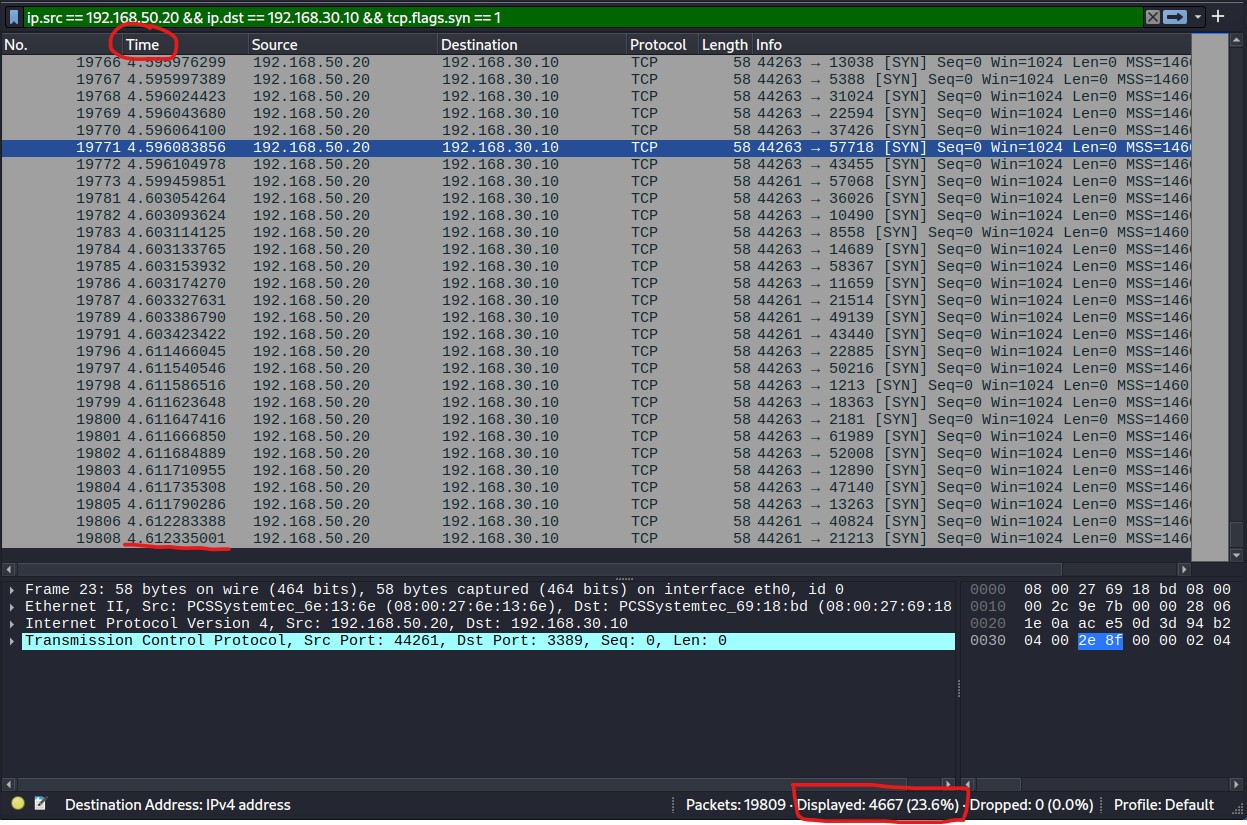 ip.src == 192.168.50.20 && ip.dst == 192.168.30.10 && tcp.flags.syn == 1
No. Time Source Destination Protocol Length Info
19766 4.595976299 192.168.50.20 192.168.30.10 TCP 58 44263 → 13038 [SYN] Seq=0 Win=1024 Len=0 MSS=1460
19767 4.595997389 192.168.50.20 192.168.30.10 TCP 58 44263 → 5388 [SYN] Seq=0 Win=1024 Len=0 MSS=1460
19768 4.596024423 192.168.50.20 192.168.30.10 TCP 58 44263 → 31024 [SYN] Seq=0 Win=1024 Len=0 MSS=1460
19769 4.596043680 192.168.50.20 192.168.30.10 TCP 58 44263 → 22594 [SYN] Seq=0 Win=1024 Len=0 MSS=1460
19770 4.596064100 192.168.50.20 192.168.30.10 TCP 58 44263 → 37426 [SYN] Seq=0 Win=1024 Len=0 MSS=1460
19771 4.596083856 192.168.50.20 192.168.30.10 TCP 58 44263 → 57718 [SYN] Seq=0 Win=1024 Len=0 MSS=1460
19772 4.596104978 192.168.50.20 192.168.30.10 TCP 58 44263 → 43455 [SYN] Seq=0 Win=1024 Len=0 MSS=1460
19773 4.599459851 192.168.50.20 192.168.30.10 TCP 58 44261 → 57068 [SYN] Seq=0 Win=1024 Len=0 MSS=1460
19781 4.603054264 192.168.50.20 192.168.30.10 TCP 58 44263 → 36026 [SYN] Seq=0 Win=1024 Len=0 MSS=1460
19782 4.603093624 192.168.50.20 192.168.30.10 TCP 58 44263 → 10490 [SYN] Seq=0 Win=1024 Len=0 MSS=1460
19783 4.603114125 192.168.50.20 192.168.30.10 TCP 58 44263 → 8558 [SYN] Seq=0 Win=1024 Len=0 MSS=1460
19784 4.603133765 192.168.50.20 192.168.30.10 TCP 58 44263 → 14689 [SYN] Seq=0 Win=1024 Len=0 MSS=1460
19785 4.603153932 192.168.50.20 192.168.30.10 TCP 58 44263 → 58367 [SYN] Seq=0 Win=1024 Len=0 MSS=1460
19786 4.603174270 192.168.50.20 192.168.30.10 TCP 58 44263 → 11659 [SYN] Seq=0 Win=1024 Len=0 MSS=1460
19787 4.603327631 192.168.50.20 192.168.30.10 TCP 58 44261 → 21514 [SYN] Seq=0 Win=1024 Len=0 MSS=1460
19789 4.603386790 192.168.50.20 192.168.30.10 TCP 58 44261 → 49139 [SYN] Seq=0 Win=1024 Len=0 MSS=1460
19791 4.603423422 192.168.50.20 192.168.30.10 TCP 58 44261 → 43440 [SYN] Seq=0 Win=1024 Len=0 MSS=1460
19796 4.611466045 192.168.50.20 192.168.30.10 TCP 58 44263 → 22885 [SYN] Seq=0 Win=1024 Len=0 MSS=1460
19797 4.611540546 192.168.50.20 192.168.30.10 TCP 58 44263 → 50216 [SYN] Seq=0 Win=1024 Len=0 MSS=1460
19798 4.611586516 192.168.50.20 192.168.30.10 TCP 58 44263 → 1213 [SYN] Seq=0 Win=1024 Len=0 MSS=1460
19799 4.611623648 192.168.50.20 192.168.30.10 TCP 58 44263 → 18363 [SYN] Seq=0 Win=1024 Len=0 MSS=1460
19800 4.611647416 192.168.50.20 192.168.30.10 TCP 58 44263 → 2181 [SYN] Seq=0 Win=1024 Len=0 MSS=1460
19801 4.611666850 192.168.50.20 192.168.30.10 TCP 58 44263 → 61989 [SYN] Seq=0 Win=1024 Len=0 MSS=1460
19802 4.611684889 192.168.50.20 192.168.30.10 TCP 58 44263 → 52008 [SYN] Seq=0 Win=1024 Len=0 MSS=1460
19803 4.611710955 192.168.50.20 192.168.30.10 TCP 58 44263 → 12890 [SYN] Seq=0 Win=1024 Len=0 MSS=1460
19804 4.611735308 192.168.50.20 192.168.30.10 TCP 58 44263 → 47140 [SYN] Seq=0 Win=1024 Len=0 MSS=1460
19805 4.611790286 192.168.50.20 192.168.30.10 TCP 58 44263 → 13263 [SYN] Seq=0 Win=1024 Len=0 MSS=1460
19806 4.612283388 192.168.50.20 192.168.30.10 TCP 58 44261 → 40824 [SYN] Seq=0 Win=1024 Len=0 MSS=1460
19808 4.612335001 192.168.50.20 192.168.30.10 TCP 58 44261 → 21213 [SYN] Seq=0 Win=1024 Len=0 MSS=1460
Frame 23: 58 bytes on wire (464 bits), 58 bytes captured (464 bits) on interface eth0, id 0
Ethernet II, Src: PCSSystemtec_6e:13:6e (08:00:27:6e:13:6e), Dst: PCSSystemtec_69:18:bd (08:00:27:69:18
Internet Protocol Version 4, Src: 192.168.50.20, Dst: 192.168.30.10
Transmission Control Protocol, Src Port: 44261, Dst Port: 3389, Seq: 0, Len: 0
0000 08 00 27 69 18 bd 08 00
0010 00 2c 9e 7b 00 00 28 06
0020 1e 0a ac e5 0d 3d 94 b2
0030 04 00 2e 8f 00 00 02 04
Destination Address: IPv4 address Packets: 19809 · Displayed: 4667 (23.6%) · Dropped: 0 (0.0%) Profile: Default